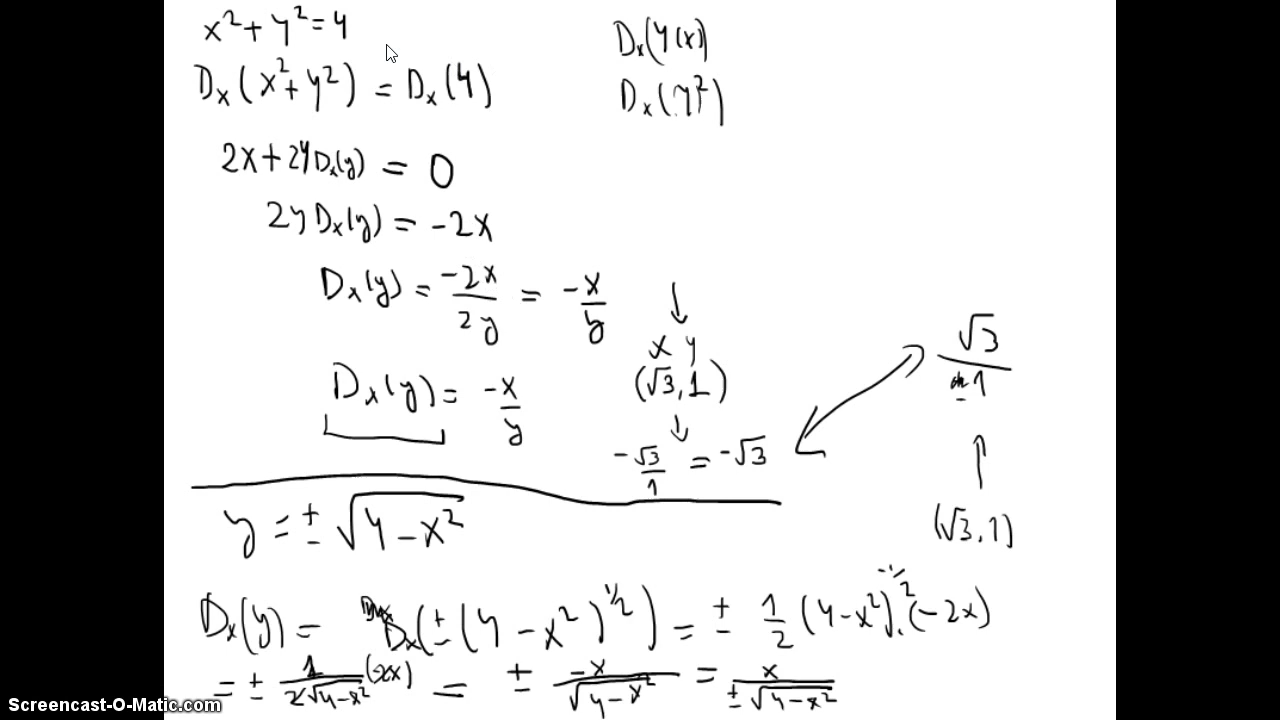 x² + y² = 4
Dₓ(y(x))
Dₓ(x² + y²) = Dₓ(4)
Dₓ(y²)
2x + 2y Dₓ(y) = 0
2y Dₓ(y) = -2x
Dₓ(y) = -2x/2y = -x/y
↓
x y
(√3, 1)
Dₓ(y) = -x/y
↓
-√3/1 = -√3
√3/±1
↑
(√3, 1)
y = ± √(4 - x²)
Dₓ(y) = Dₓ(±(4 - x²)^1/2) = ± 1/2 (4 - x²)^-1/2 · (-2x)
= ± 1/2√(4-x²) (-2x) = ± -x/√(4-x²) = x/±√(4-x²)
Screencast-O-Matic.com